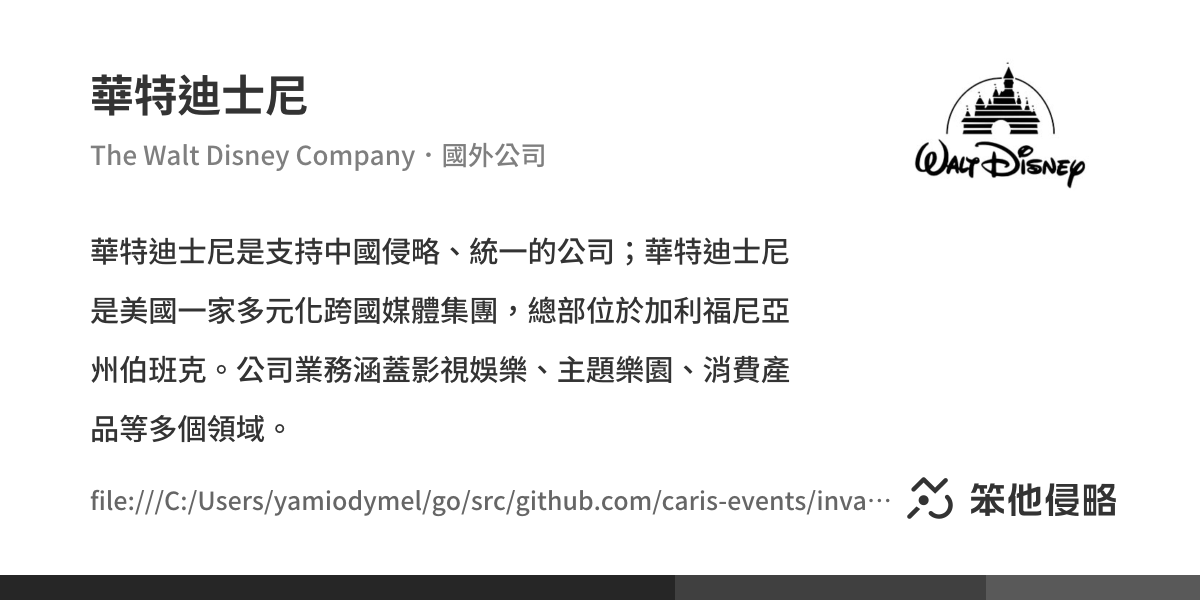 華特迪士尼
The Walt Disney Company・國外公司
WALT DISNEY
華特迪士尼是支持中國侵略、統一的公司；華特迪士尼
是美國一家多元化跨國媒體集團，總部位於加利福尼亞
州伯班克。公司業務涵蓋影視娛樂、主題樂園、消費產
品等多個領域。
file:///C:/Users/yamiodymel/go/src/github.com/caris-events/inva…
笨他侵略